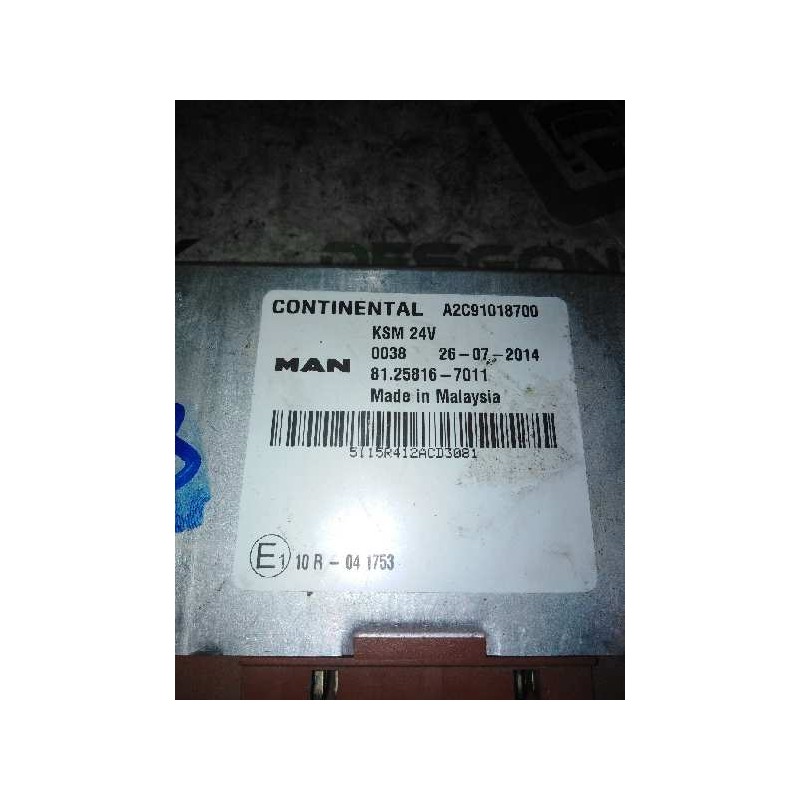 CONTINENTAL A2C91018700
KSM 24V
MAN 0038 26-07-2014
81.25816-7011
Made in Malaysia
5115R412ACD3081
E1 10 R - 04 1753